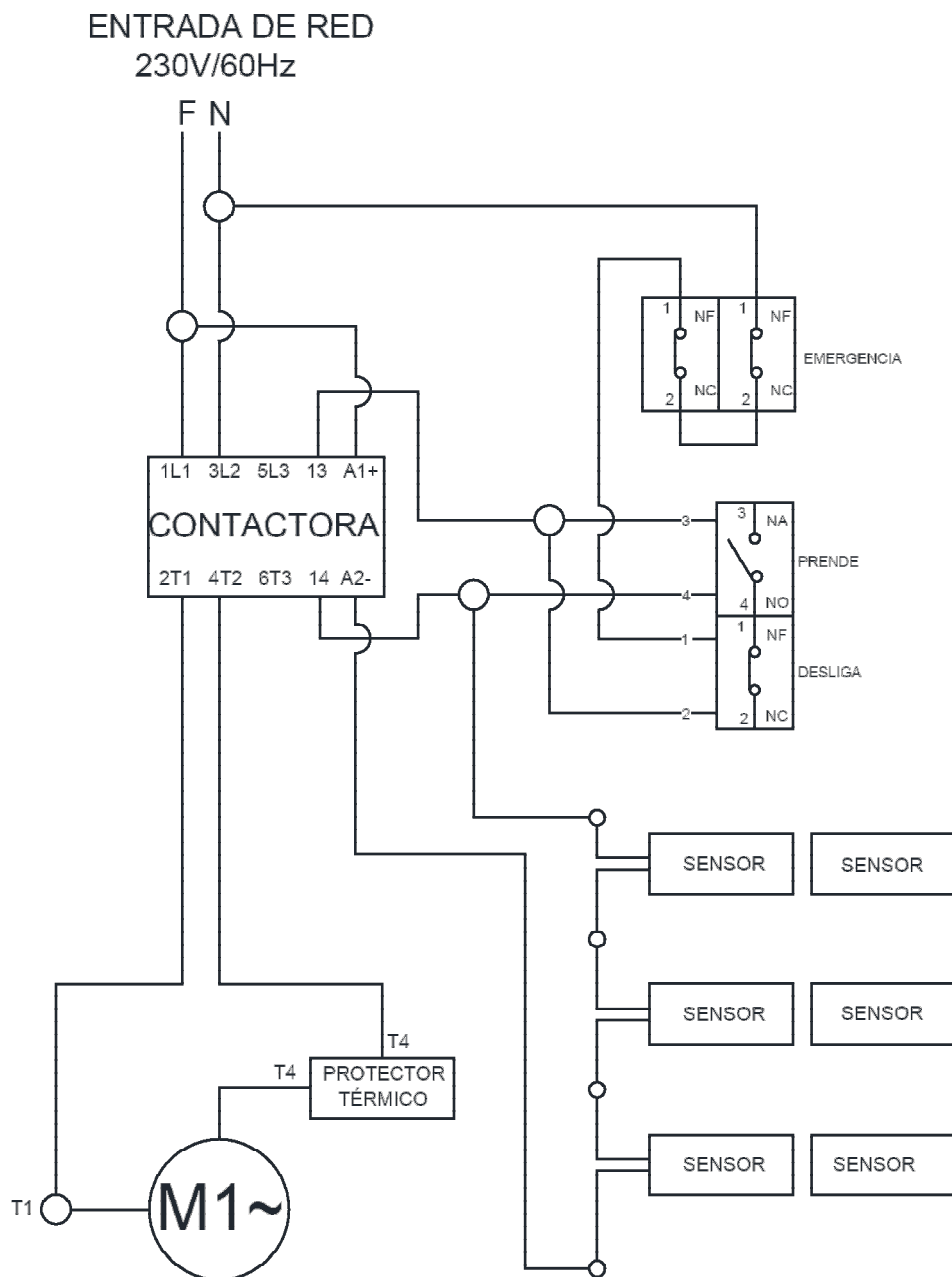 ENTRADA DE RED
230V/60Hz
F N
1 NF 1 NF
NC NC
2 2
EMERGENCIA
1L1 3L2 5L3 13 A1+
CONTACTORA
2T1 4T2 6T3 14 A2-
3 3 NA
PRENDE
4 4 NO
1 1 NF
DESLIGA
2 2 NC
SENSOR SENSOR
SENSOR SENSOR
T4
T4 PROTECTOR
TÉRMICO
SENSOR SENSOR
T1 M1~